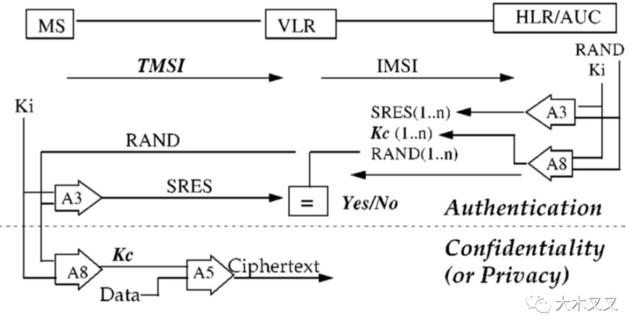 MS
VLR
HLR/AUC
RAND
TMSI
IMSI
Ki
Ki
SRES(1..n)
A3
Kc (1..n)
RAND
RAND(1..n)
A8
A3
SRES
=
Yes/No
Authentication
Kc
Confidentiality
A8
A5
Ciphertext
(or Privacy)
Data
大木叉叉